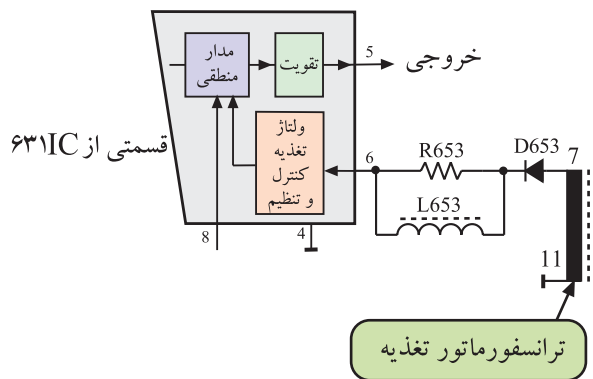 مدار
منطقی
تقویت
5
خروجی
ولتاژ
تغذیه
کنترل
و تنظیم
قسمتی از ۶۳۱IC
6
R653
L653
D653
7
8
4
11
ترانسفورماتور تغذیه